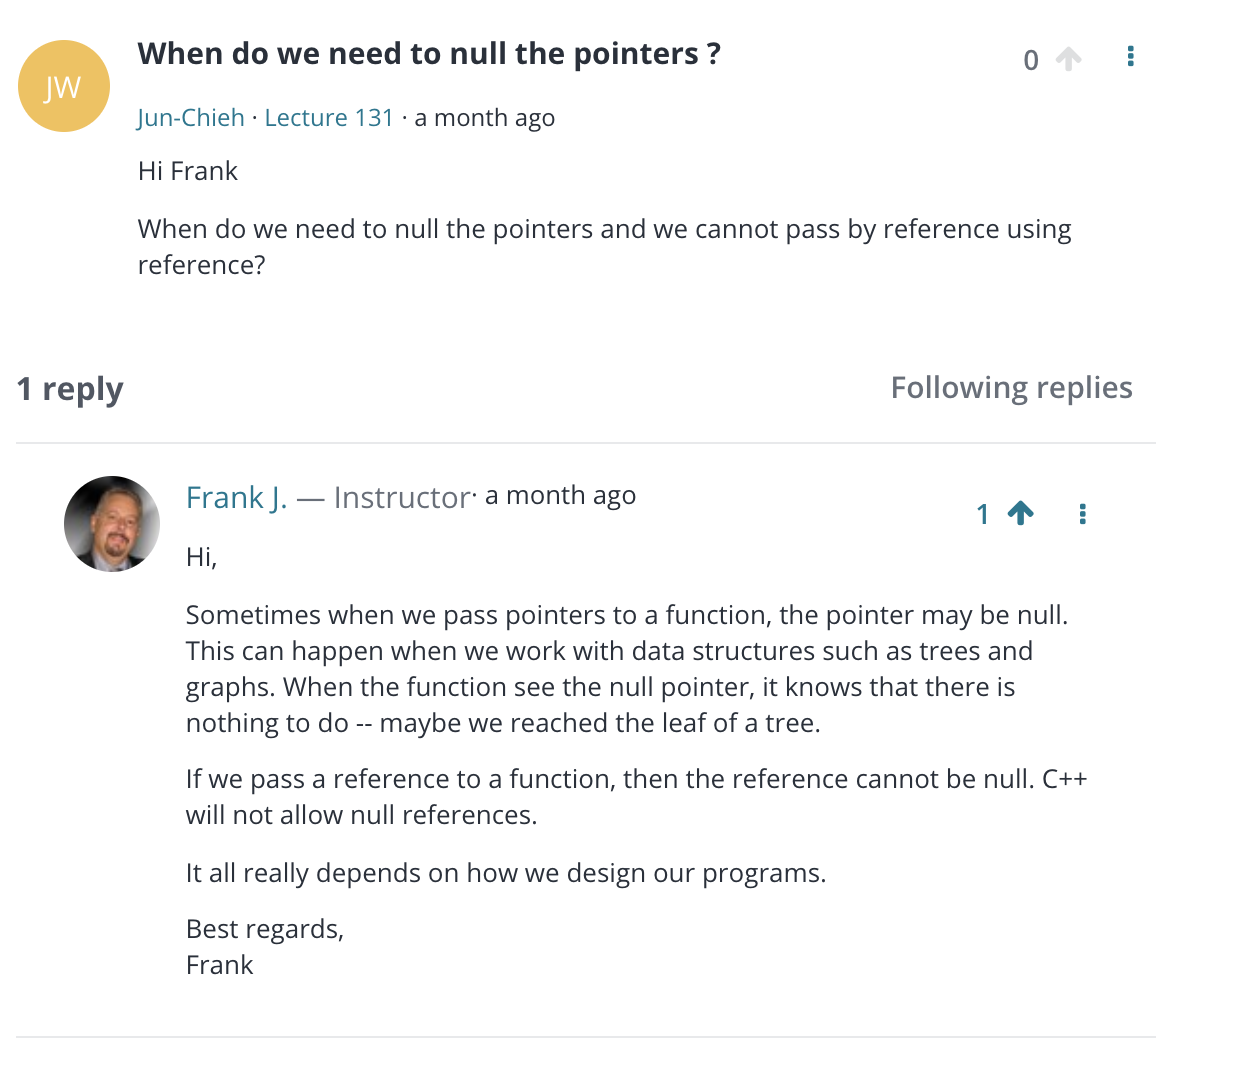 JW
When do we need to null the pointers ?
0
Jun-Chieh · Lecture 131 · a month ago
Hi Frank
When do we need to null the pointers and we cannot pass by reference using
reference?
1 reply
Following replies
Frank J. — Instructor· a month ago
1
Hi,
Sometimes when we pass pointers to a function, the pointer may be null.
This can happen when we work with data structures such as trees and
graphs. When the function see the null pointer, it knows that there is
nothing to do -- maybe we reached the leaf of a tree.
If we pass a reference to a function, then the reference cannot be null. C++
will not allow null references.
It all really depends on how we design our programs.
Best regards,
Frank